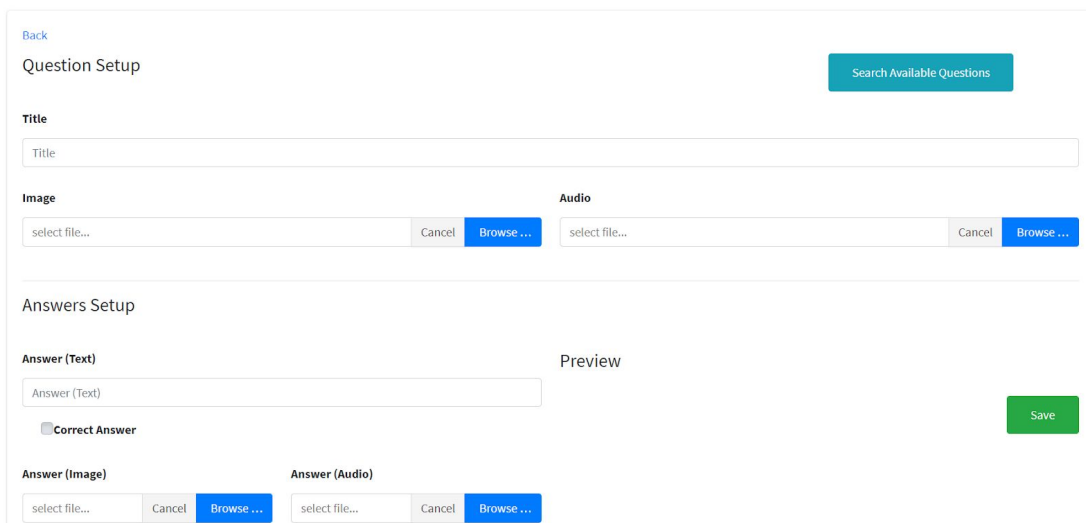 Back
Question Setup
Search Available Questions
Title
Title
Image
Audio
select file...
Cancel
Browse ...
select file...
Cancel
Browse ...
Answers Setup
Answer (Text)
Preview
Answer (Text)
Save
Correct Answer
Answer (Image)
Answer (Audio)
select file...
Cancel
Browse ...
select file...
Cancel
Browse ...